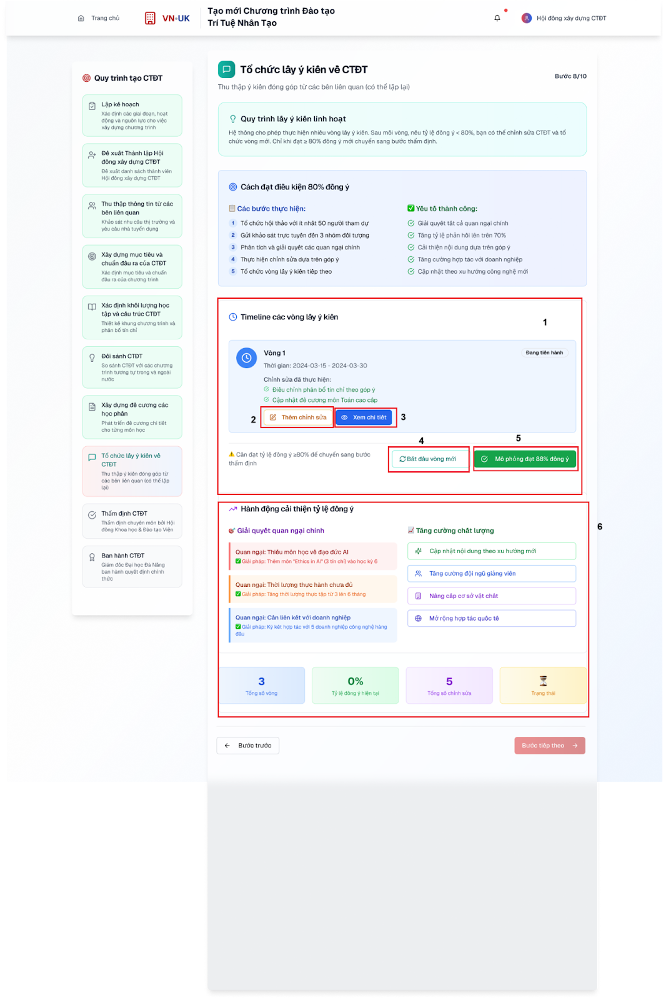 Trang chủ
VN-UK
Tạo mới Chương trình Đào tạo
Trí Tuệ Nhân Tạo
Hội đồng xây dựng CTĐT
Quy trình tạo CTĐT
Lập kế hoạch
Xác định các giai đoạn, hoạt
động và nguồn lực cho việc
xây dựng chương trình
Đề xuất Thành lập Hội
đồng xây dựng CTĐT
Đề xuất danh sách thành viên
Hội đồng xây dựng CTĐT
Thu thập thông tin từ các
bên liên quan
Khảo sát nhu cầu thị trường và
yêu cầu nhà tuyển dụng
Xây dựng mục tiêu và
chuẩn đầu ra của CTĐT
Xác định mục tiêu và chuẩn
đầu ra của chương trình
Xác định khối lượng học
tập và cấu trúc CTĐT
Thiết kế khung chương trình và
phân bổ tín chỉ
Đối sánh CTĐT
So sánh CTĐT với các chương
trình tương tự trong và ngoài
nước
Xây dựng đề cương các
học phần
Phát triển đề cương chi tiết
cho từng môn học
Tổ chức lấy ý kiến về
CTĐT
Thu thập ý kiến đóng góp từ
các bên liên quan (có thể lặp
lại)
Thẩm định CTĐT
Thẩm định chuyên môn bởi Hội
đồng Khoa học & Đào tạo Viện
Ban hành CTĐT
Giám đốc Đại học Đà Nẵng
ban hành quyết định chính
thức
Tổ chức lấy ý kiến về CTĐT
Bước 8/10
Thu thập ý kiến đóng góp từ các bên liên quan (có thể lặp lại)
Quy trình lấy ý kiến linh hoạt
Hệ thống cho phép thực hiện nhiều vòng lấy ý kiến. Sau mỗi vòng, nếu tỷ lệ đồng ý < 80%, bạn có thể chỉnh sửa CTĐT và tổ
chức vòng mới. Chỉ khi đạt ≥ 80% đồng ý mới chuyển sang bước thẩm định.
Cách đạt điều kiện 80% đồng ý
Các bước thực hiện:
1 Tổ chức hội thảo với ít nhất 50 người tham dự
2 Gửi khảo sát trực tuyến đến 3 nhóm đối tượng
3 Phân tích và giải quyết các quan ngại chính
4 Thực hiện chỉnh sửa dựa trên góp ý
5 Tổ chức vòng lấy ý kiến tiếp theo
Yếu tố thành công:
Giải quyết tất cả quan ngại chính
Tăng tỷ lệ phản hồi lên trên 70%
Cải thiện nội dung dựa trên góp ý
Tăng cường hợp tác với doanh nghiệp
Cập nhật theo xu hướng công nghệ mới
Timeline các vòng lấy ý kiến
1
Vòng 1
Đang tiến hành
Thời gian: 2024-03-15 - 2024-03-30
Chỉnh sửa đã thực hiện:
Điều chỉnh phân bổ tín chỉ theo góp ý
Cập nhật đề cương môn Toán cao cấp
2
Thêm chỉnh sửa
Xem chi tiết
3
4
5
Cần đạt tỷ lệ đồng ý ≥80% để chuyển sang bước
thẩm định
Bắt đầu vòng mới
Mô phỏng đạt 88% đồng ý
Hành động cải thiện tỷ lệ đồng ý
6
Giải quyết quan ngại chính
Quan ngại: Thiếu môn học về đạo đức AI
Giải pháp: Thêm môn "Ethics in AI" (3 tín chỉ) vào học kỳ 6
Quan ngại: Thời lượng thực hành chưa đủ
Giải pháp: Tăng thời lượng thực tập từ 3 lên 6 tháng
Quan ngại: Cần liên kết với doanh nghiệp
Giải pháp: Ký kết hợp tác với 5 doanh nghiệp công nghệ hàng
đầu
Tăng cường chất lượng
Cập nhật nội dung theo xu hướng mới
Tăng cường đội ngũ giảng viên
Nâng cấp cơ sở vật chất
Mở rộng hợp tác quốc tế
3
Tổng số vòng
0%
Tỷ lệ đồng ý hiện tại
5
Tổng số chỉnh sửa
Trạng thái
Bước trước
Bước tiếp theo